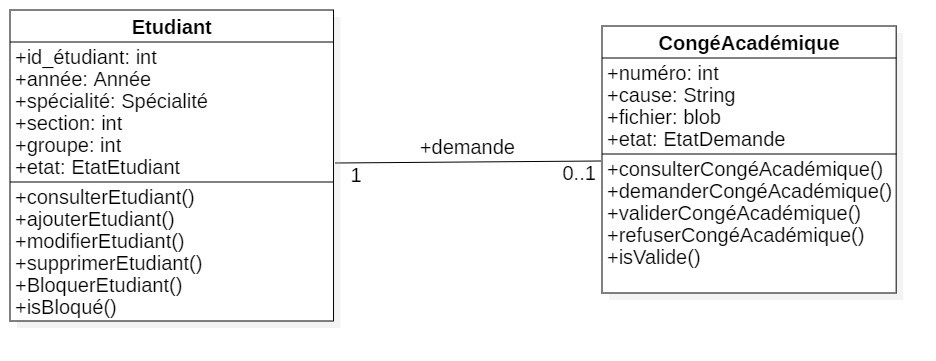 Etudiant
+id_étudiant: int
+année: Année
+spécialité: Spécialité
+section: int
+groupe: int
+etat: EtatEtudiant
+consulterEtudiant()
+ajouterEtudiant()
+modifierEtudiant()
+supprimerEtudiant()
+BloquerEtudiant()
+isBloqué()
+demande
1
0..1
CongéAcadémique
+numéro: int
+cause: String
+fichier: blob
+etat: EtatDemande
+consulterCongéAcadémique()
+demanderCongéAcadémique()
+validerCongéAcadémique()
+refuserCongéAcadémique()
+isValide()